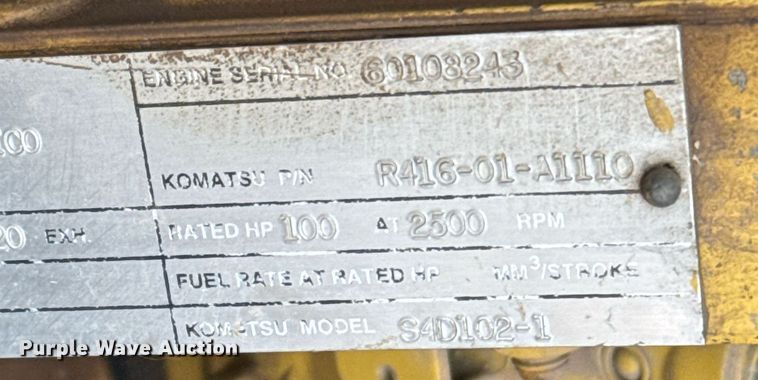 ENGINE SERIAL NO. 60108243
KOMATSU P/N R416-01-A1110
20 EXH. RATED HP 100 AT 2500 RPM
FUEL RATE AT RATED HP MM³/STROKE
KOMATSU MODEL S4D102-1
Purple Wave Auction